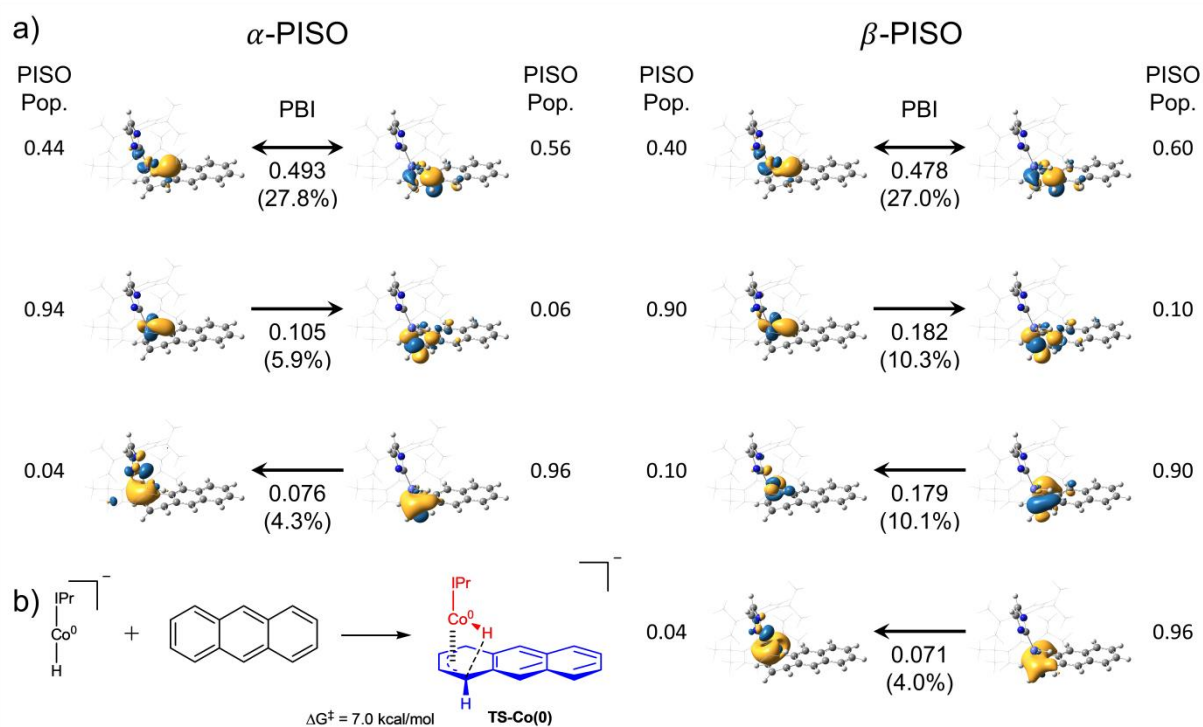 a)
α-PISO
β-PISO
PISO Pop.
PBI
PISO Pop.
PISO Pop.
PBI
PISO Pop.
0.44
0.493
(27.8%)
0.56
0.40
0.478
(27.0%)
0.60
0.94
0.105
(5.9%)
0.06
0.90
0.182
(10.3%)
0.10
0.04
0.076
(4.3%)
0.96
0.10
0.179
(10.1%)
0.90
0.04
0.071
(4.0%)
0.96
b)
IPr
Co⁰
H
−
+
IPr
Co⁰
H
H
−
ΔG‡ = 7.0 kcal/mol
TS-Co(0)